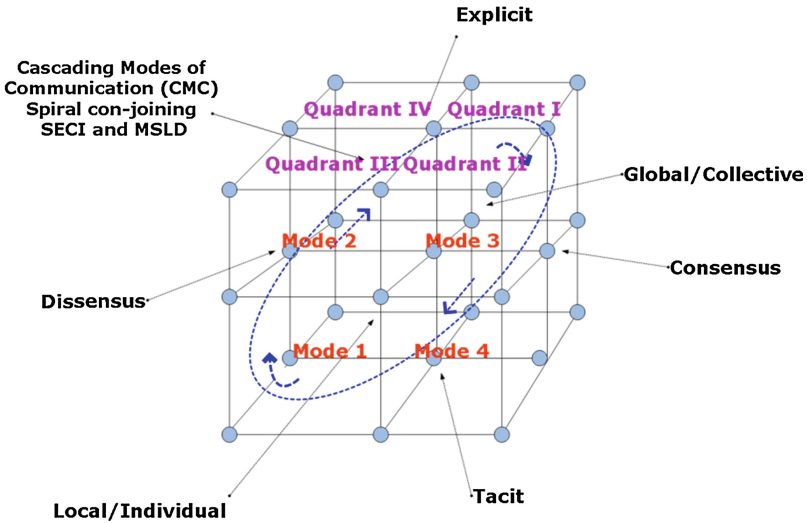 Explicit
Cascading Modes of
Communication (CMC)
Spiral con-joining
SECI and MSLD
Quadrant IV
Quadrant I
Quadrant III
Quadrant II
Global/Collective
Mode 2
Mode 3
Consensus
Dissensus
Mode 1
Mode 4
Tacit
Local/Individual